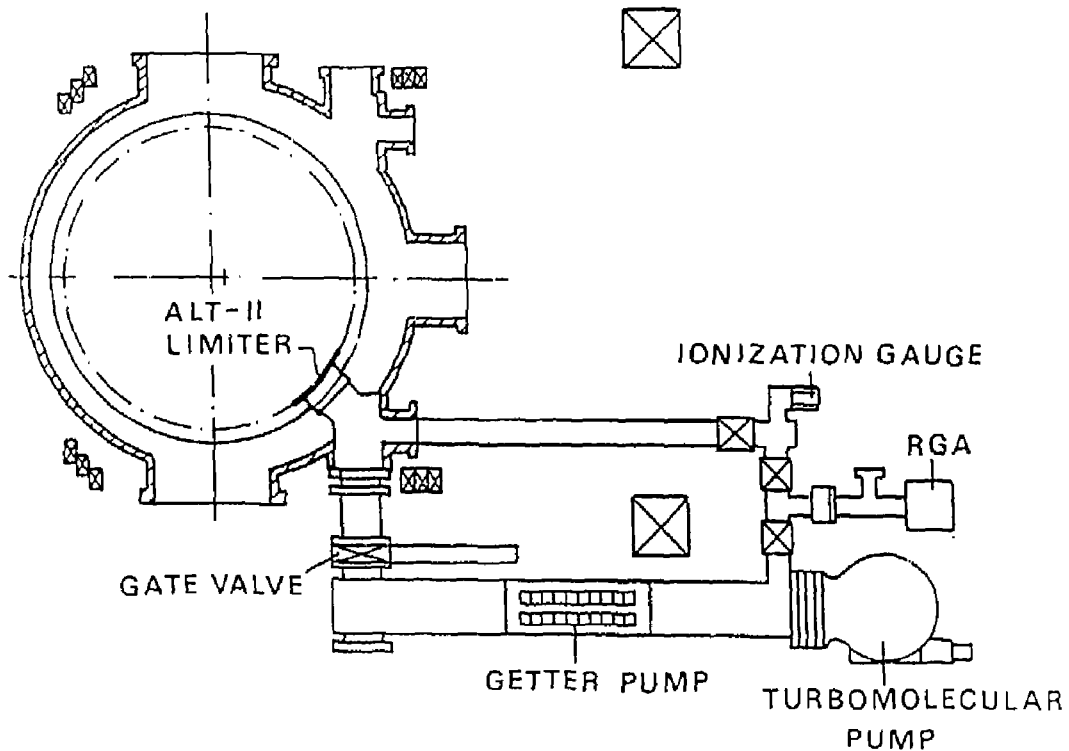 ALT-II
LIMITER
IONIZATION GAUGE
RGA
GATE VALVE
GETTER PUMP
TURBOMOLECULAR
PUMP